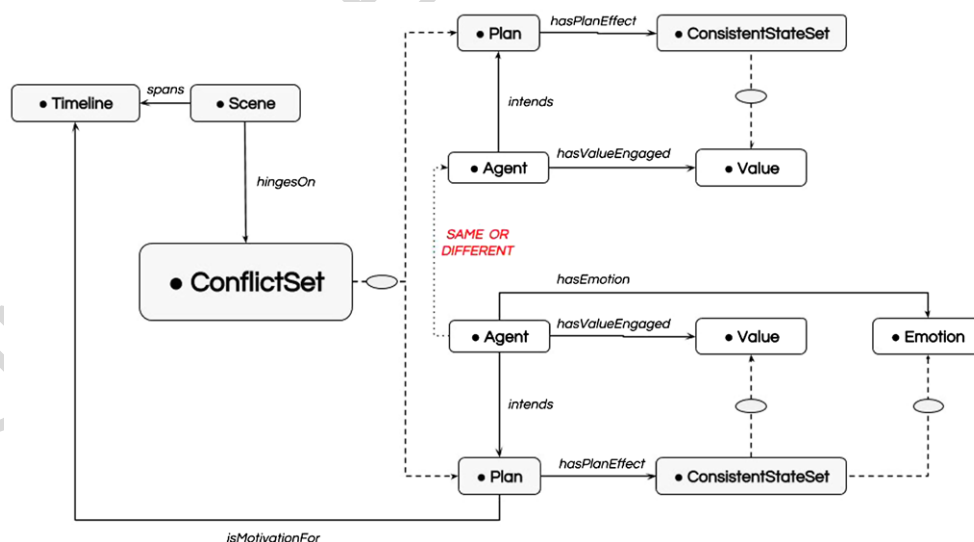 hasPlanEffect
• Plan
• ConsistentStateSet
spans
• Timeline
• Scene
intends
hasValueEngaged
• Agent
• Value
hingesOn
SAME OR
DIFFERENT
• ConflictSet
hasEmotion
hasValueEngaged
• Agent
• Value
• Emotion
intends
hasPlanEffect
• Plan
• ConsistentStateSet
isMotivationFor